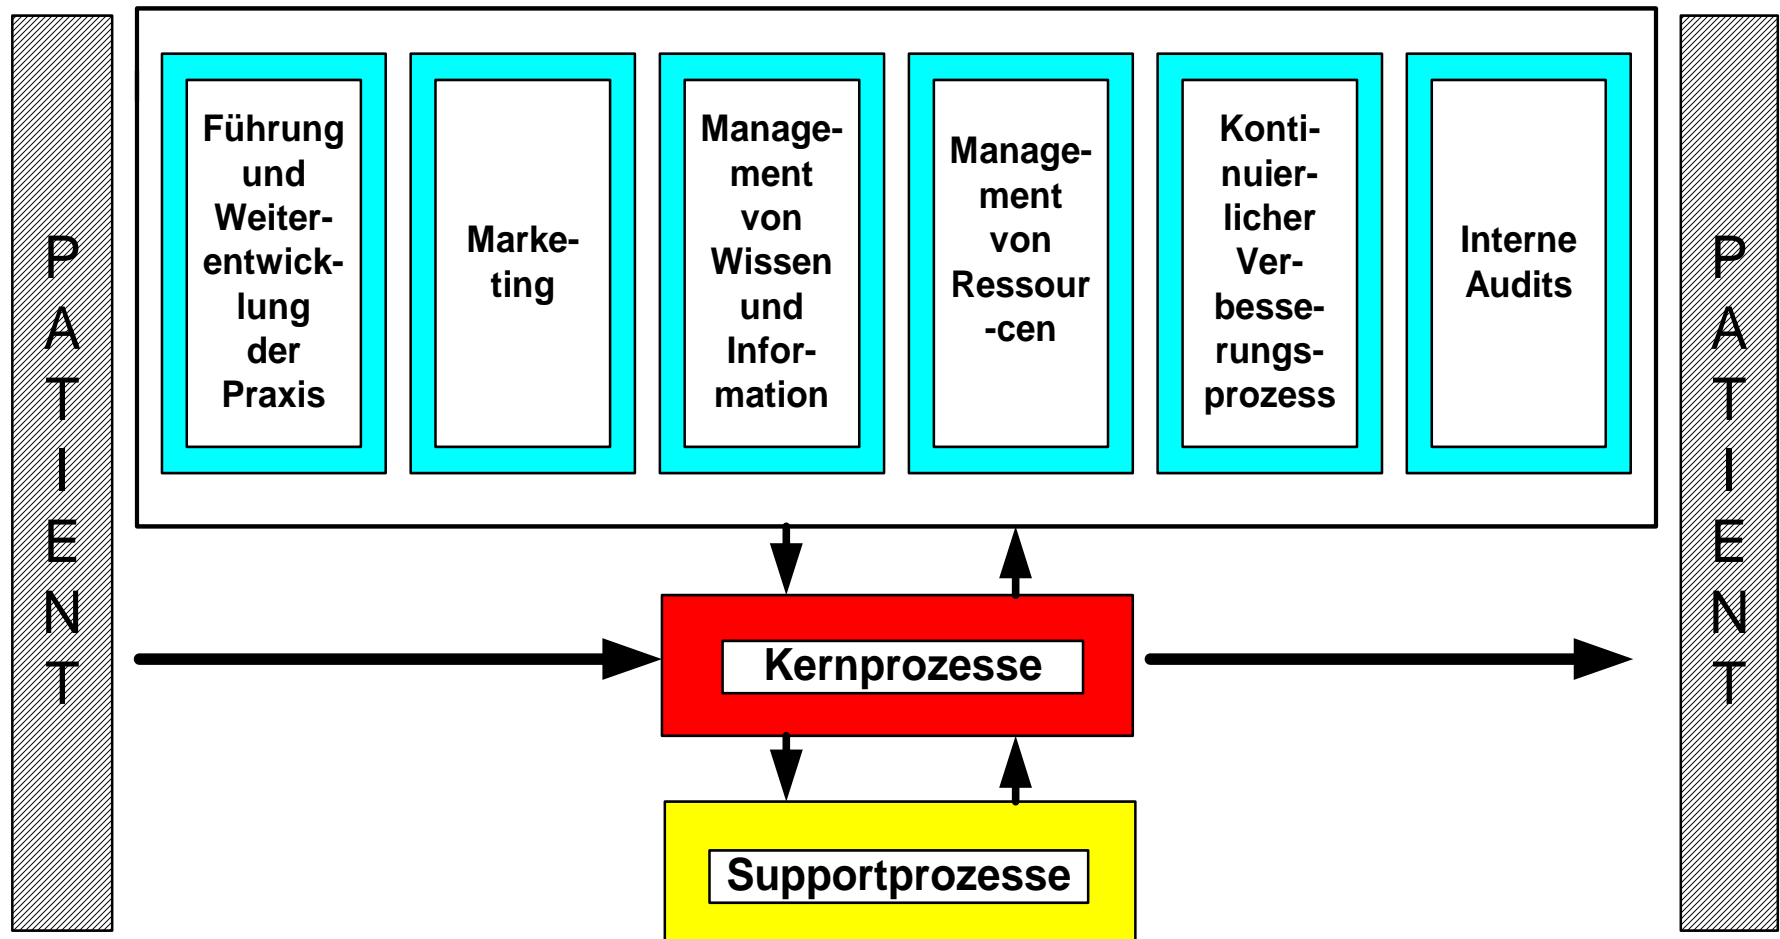 PATIENT
Führung
und
Weiter-
entwick-
lung
der
Praxis
Marke-
ting
Manage-
ment
von
Wissen
und
Infor-
mation
Manage-
ment
von
Ressour
-cen
Konti-
nuier-
licher
Ver-
besse-
rungs-
prozess
Interne
Audits
Kernprozesse
Supportprozesse
PATIENT